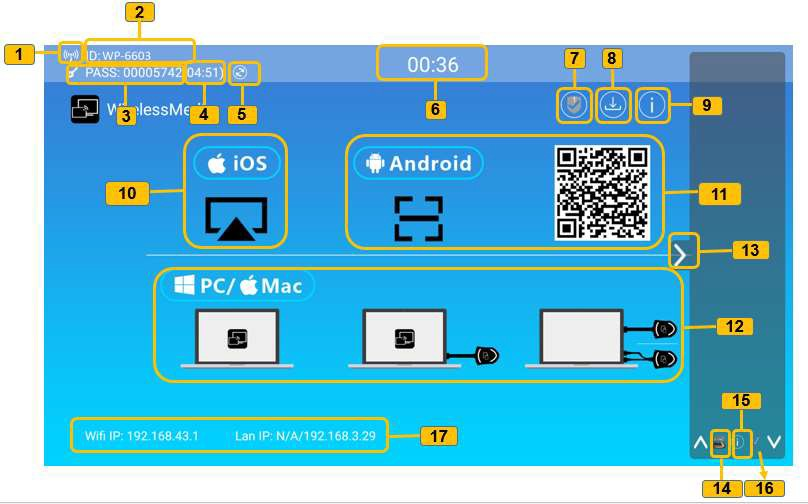 2
1
ID: WP-6603
00:36
7
8
PASS: 00005742(04:51)
3
4
5
6
9
WirelessMedia
iOS
Android
10
11
13
PC/ Mac
12
15
Wifi IP: 192.168.43.1
Lan IP: N/A/192.168.3.29
17
14
16